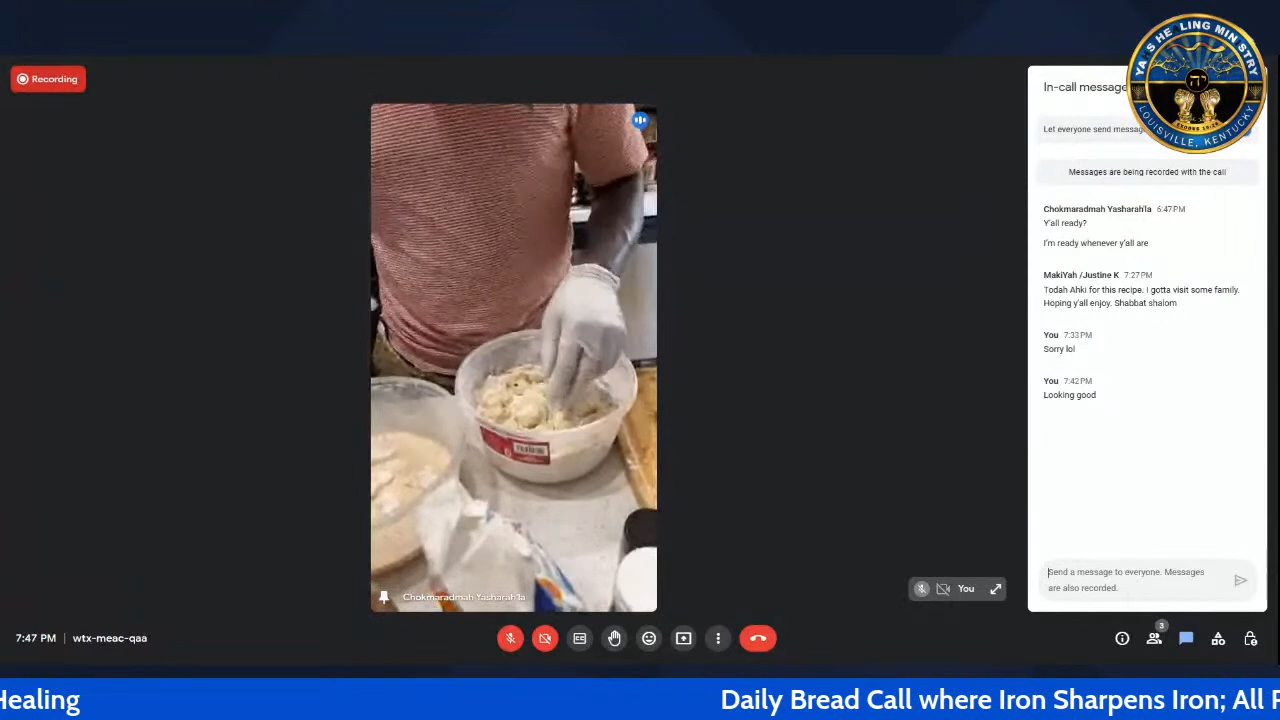 Recording
In-call message
Let everyone send messag
Messages are being recorded with the call
Chokmaradmah Yasharah'la 6:47 PM
Y'all ready?
I'm ready whenever y'all are
MakiYah /Justine K 7:27 PM
Todah Ahki for this recipe. I gotta visit some family.
Hoping y'all enjoy. Shabbat shalom
You 7:33 PM
Sorry lol
You 7:42 PM
Looking good
Send a message to everyone. Messages
are also recorded.
LOUISVILLE, KENTUCKY
Chokmaradmah Yasharah'la
You
7:47 PM | wtx-meac-qaa
3
Healing
Daily Bread Call where Iron Sharpens Iron; All